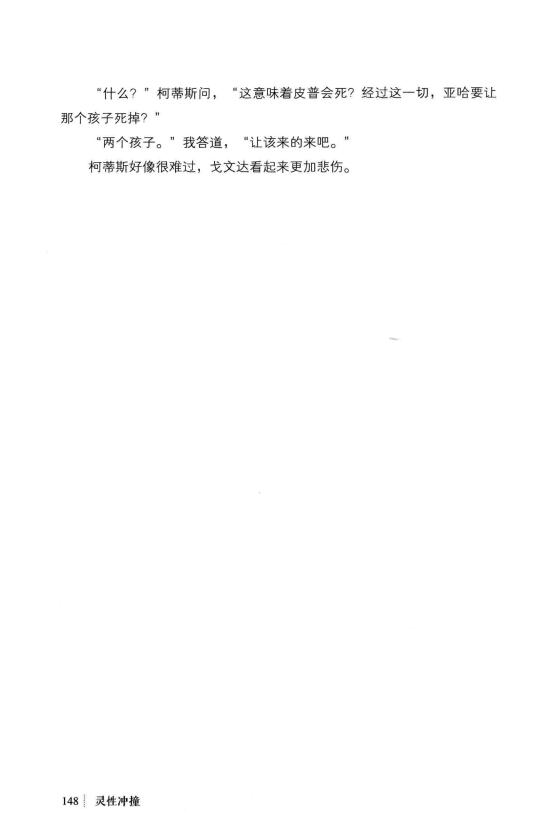 “什么？”柯蒂斯问，“这意味着皮普会死？经过这一切，亚哈要让
那个孩子死掉？”
“两个孩子。”我答道，“让该来的来吧。”
柯蒂斯好像很难过，戈文达看起来更加悲伤。
148 灵性冲撞